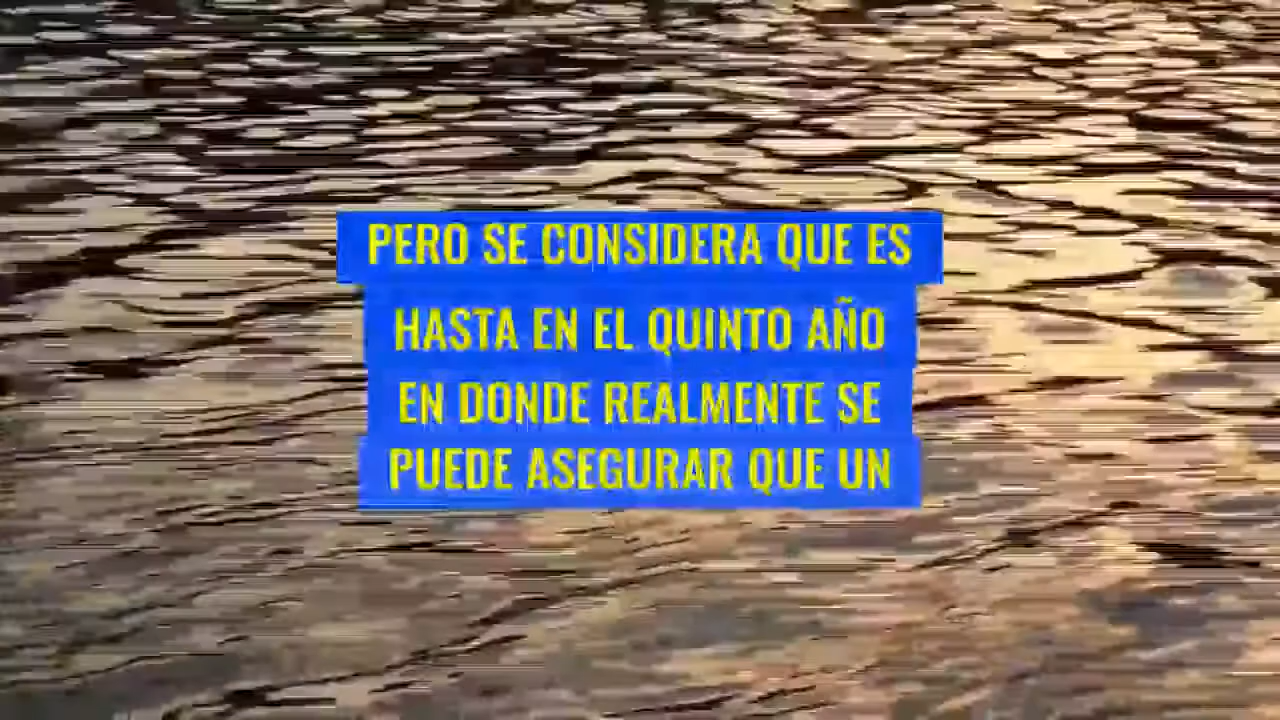 PERO SE CONSIDERA QUE ES
HASTA EN EL QUINTO AÑO
EN DONDE REALMENTE SE
PUEDE ASEGURAR QUE UN